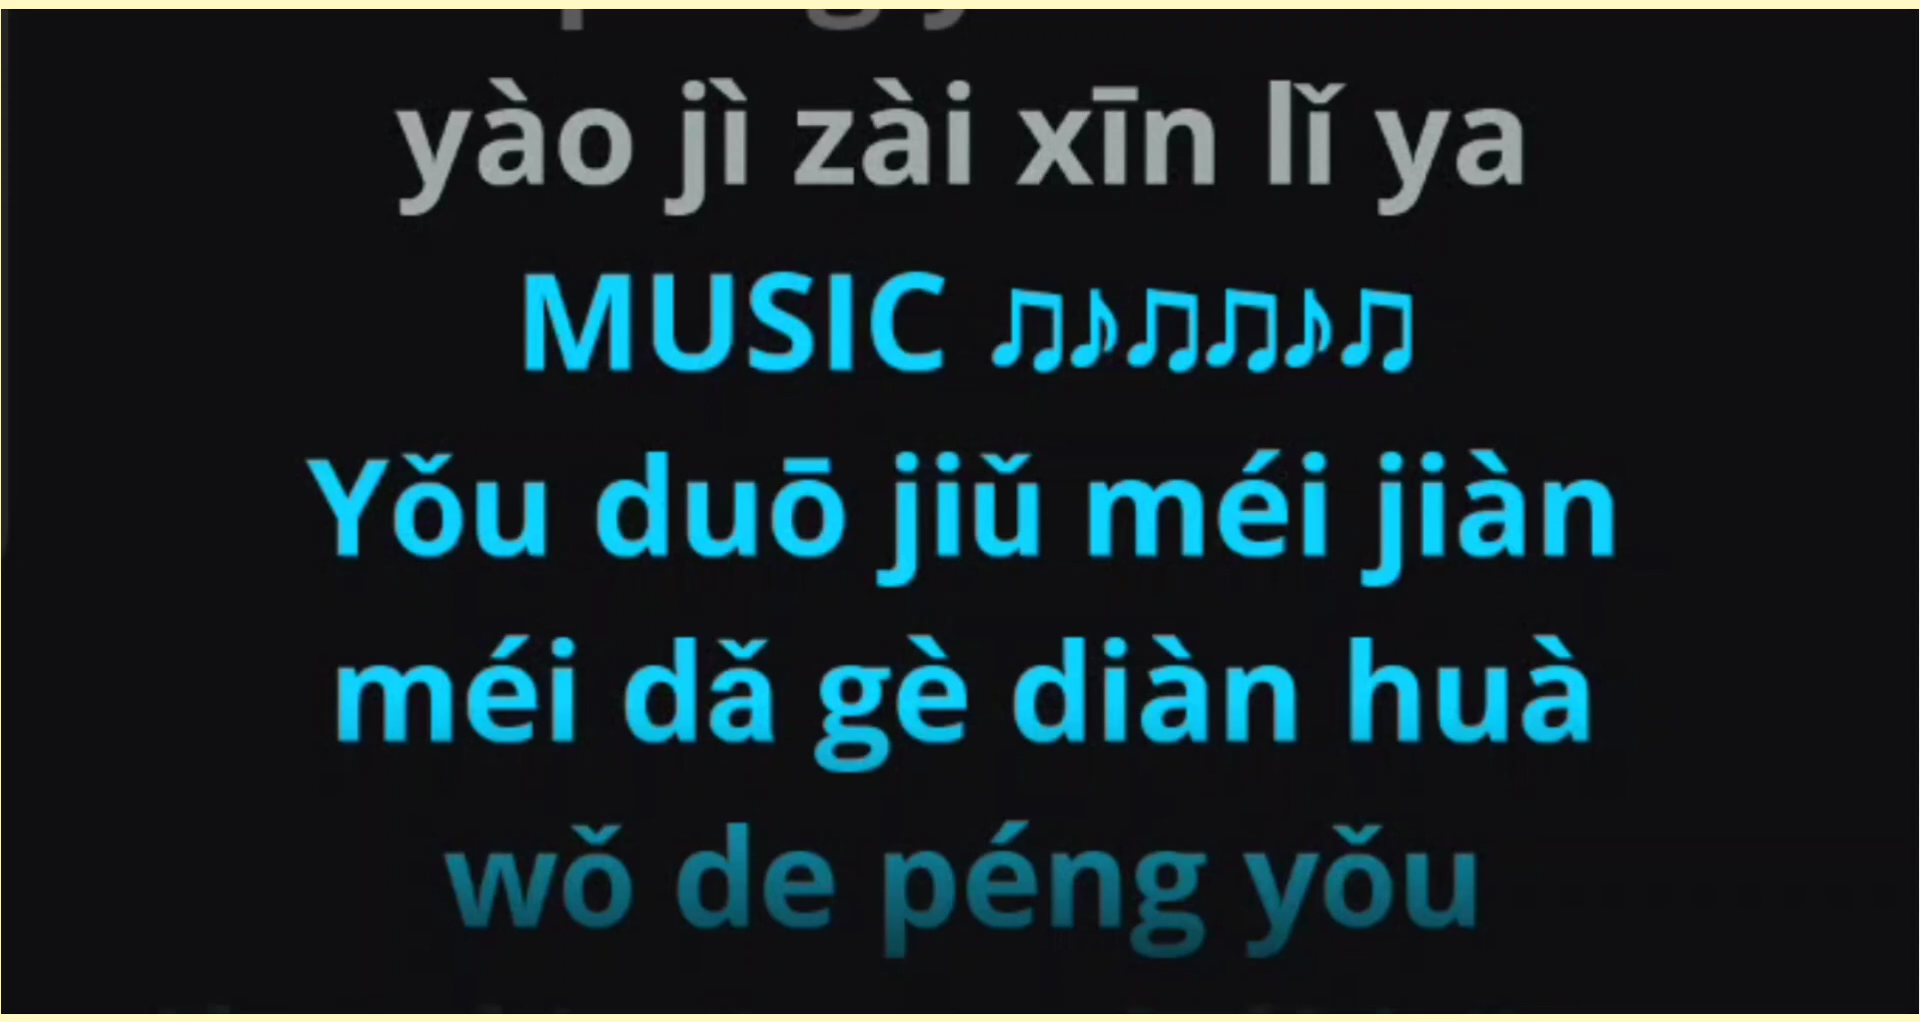 yào jì zài xīn lǐ ya
MUSIC ♫♪♫♫♪♫
Yǒu duō jiǔ méi jiàn
méi dǎ gè diàn huà
wǒ de péng yǒu